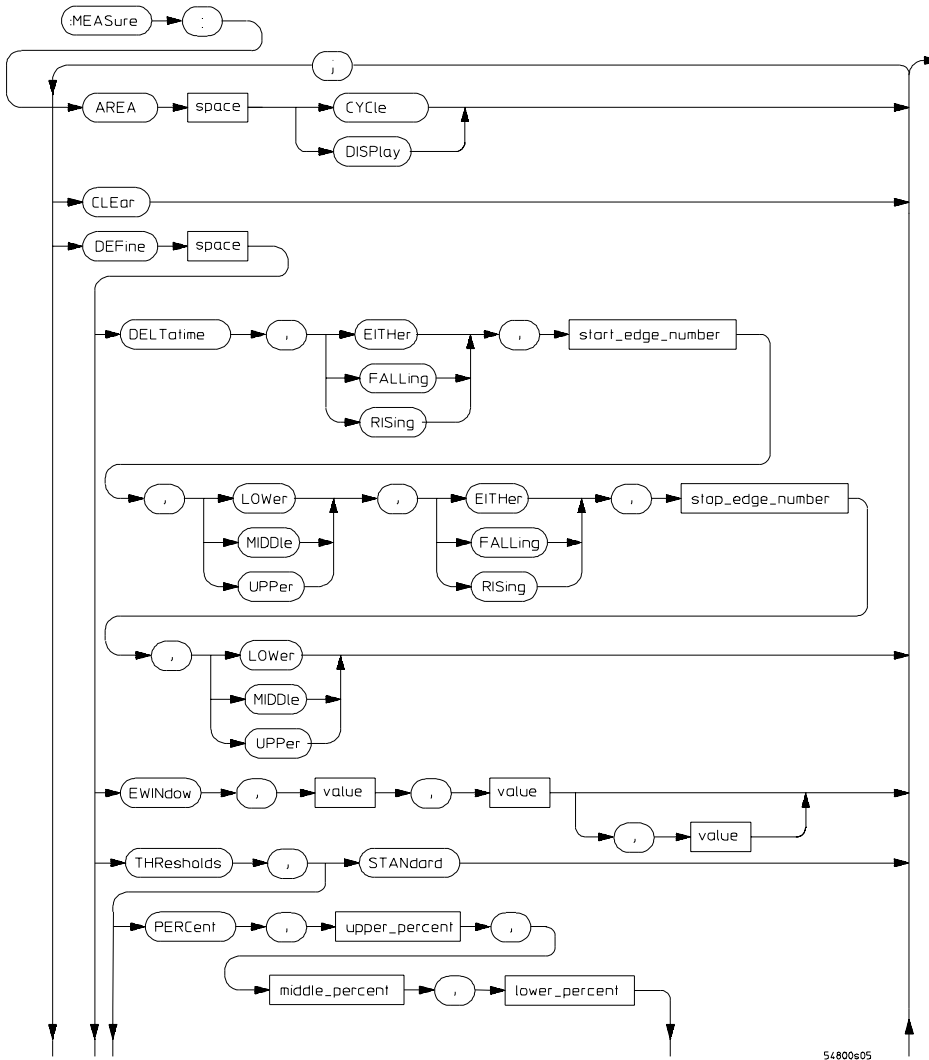 :MEASure :
;
AREA space CYCle
DISPlay
CLEar
DEFine space
DELTatime , EITHer , start_edge_number
FALLing
RISing
, LOWer , EITHer , stop_edge_number
MIDDle FALLing
UPPer RISing
, LOWer
MIDDle
UPPer
EWINdow , value , value
, value
THResholds , STANdard
PERCent , upper_percent ,
middle_percent , lower_percent
54800s05